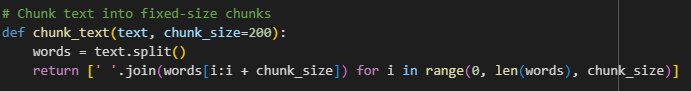 # Chunk text into fixed-size chunks
def chunk_text(text, chunk_size=200):
    words = text.split()
    return [' '.join(words[i:i + chunk_size]) for i in range(0, len(words), chunk_size)]